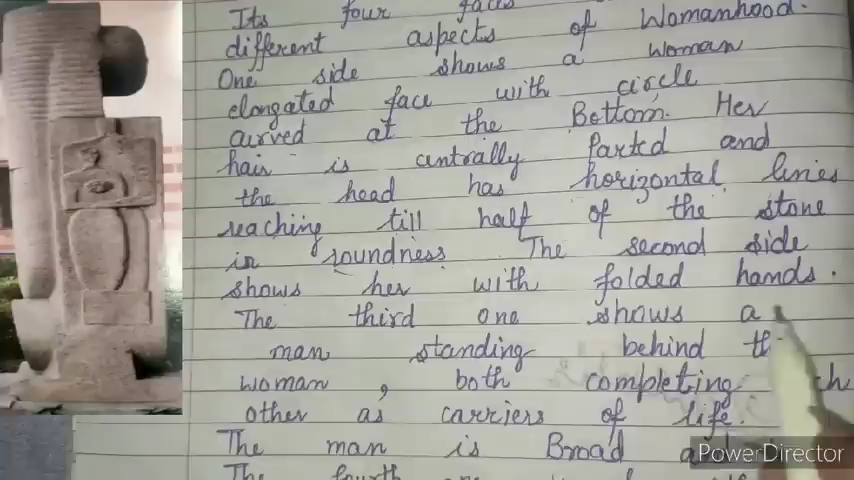 Its four faces
different aspects of Womanhood.
One side shows a woman
elongated face with circle
curved at the Bottom. Her
hair is centrally Parted and
the head has horizontal lines
reaching till half of the stone
in roundness. The second side
shows her with folded hands.
The third one shows a
man standing behind
woman, both completing
other as carriers of life.
The man is Broad
The fourth one
PowerDirector